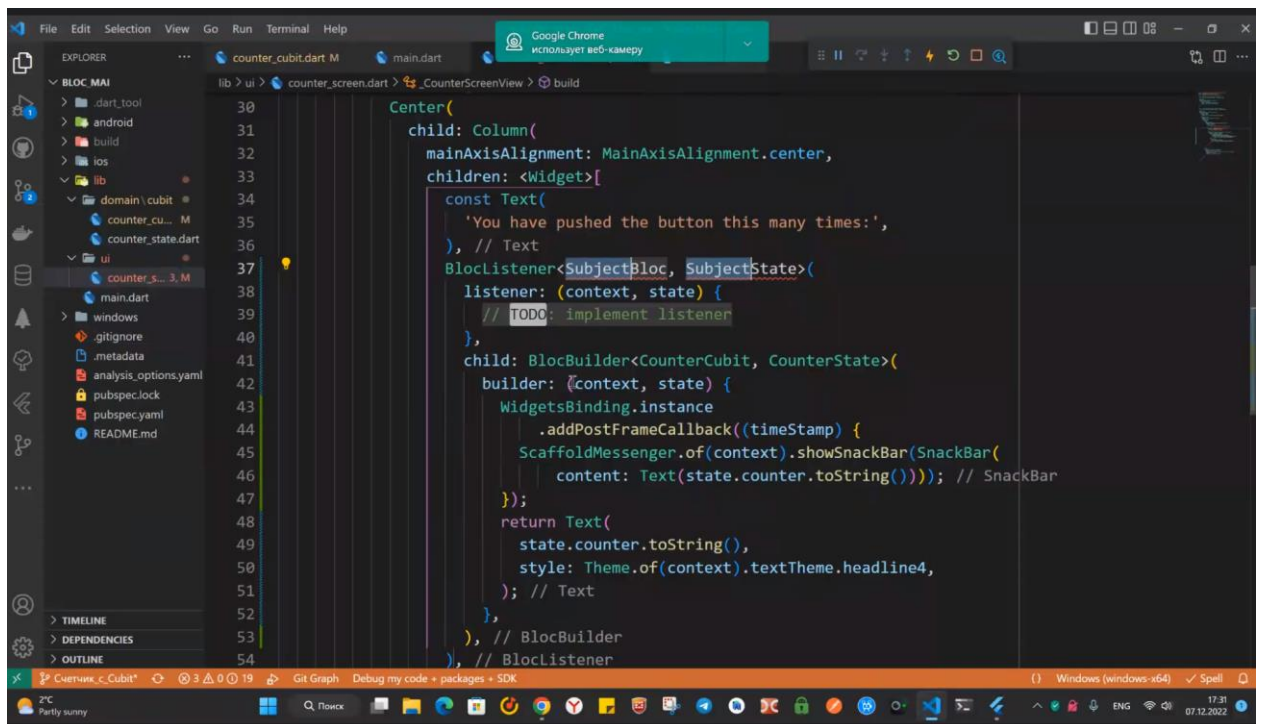 File Edit Selection View Go Run Terminal Help
Google Chrome
использует веб-камеру
EXPLORER
counter_cubit.dart M
main.dart
BLOC_MAI
lib > ui > counter_screen.dart > _CounterScreenView > build
.dart_tool
android
build
ios
lib
domain \ cubit
counter_cu... M
counter_state.dart
ui
counter_s... 3, M
main.dart
windows
.gitignore
.metadata
analysis_options.yaml
pubspec.lock
pubspec.yaml
README.md
TIMELINE
DEPENDENCIES
OUTLINE
30 Center(
31 child: Column(
32 mainAxisAlignment: MainAxisAlignment.center,
33 children: <Widget>[
34 const Text(
35 'You have pushed the button this many times:',
36 ), // Text
37 BlocListener<SubjectBloc, SubjectState>(
38 listener: (context, state) {
39 // TODO: implement listener
40 },
41 child: BlocBuilder<CounterCubit, CounterState>(
42 builder: (context, state) {
43 WidgetsBinding.instance
44 .addPostFrameCallback((timeStamp) {
45 ScaffoldMessenger.of(context).showSnackBar(SnackBar(
46 content: Text(state.counter.toString()))); // SnackBar
47 });
48 return Text(
49 state.counter.toString(),
50 style: Theme.of(context).textTheme.headline4,
51 ); // Text
52 },
53 ), // BlocBuilder
54 ), // BlocListener
Счетчик_с_Cubit* 3 0 19 Git Graph Debug my code + packages + SDK {} Windows (windows-x64) Spell
2°C
Partly sunny
Поиск
ENG
17:31
07.12.2022